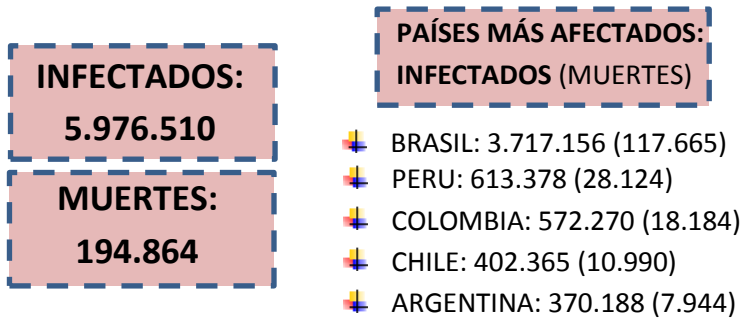 INFECTADOS:
5.976.510
MUERTES:
194.864
PAÍSES MÁS AFECTADOS:
INFECTADOS (MUERTES)
BRASIL: 3.717.156 (117.665)
PERU: 613.378 (28.124)
COLOMBIA: 572.270 (18.184)
CHILE: 402.365 (10.990)
ARGENTINA: 370.188 (7.944)